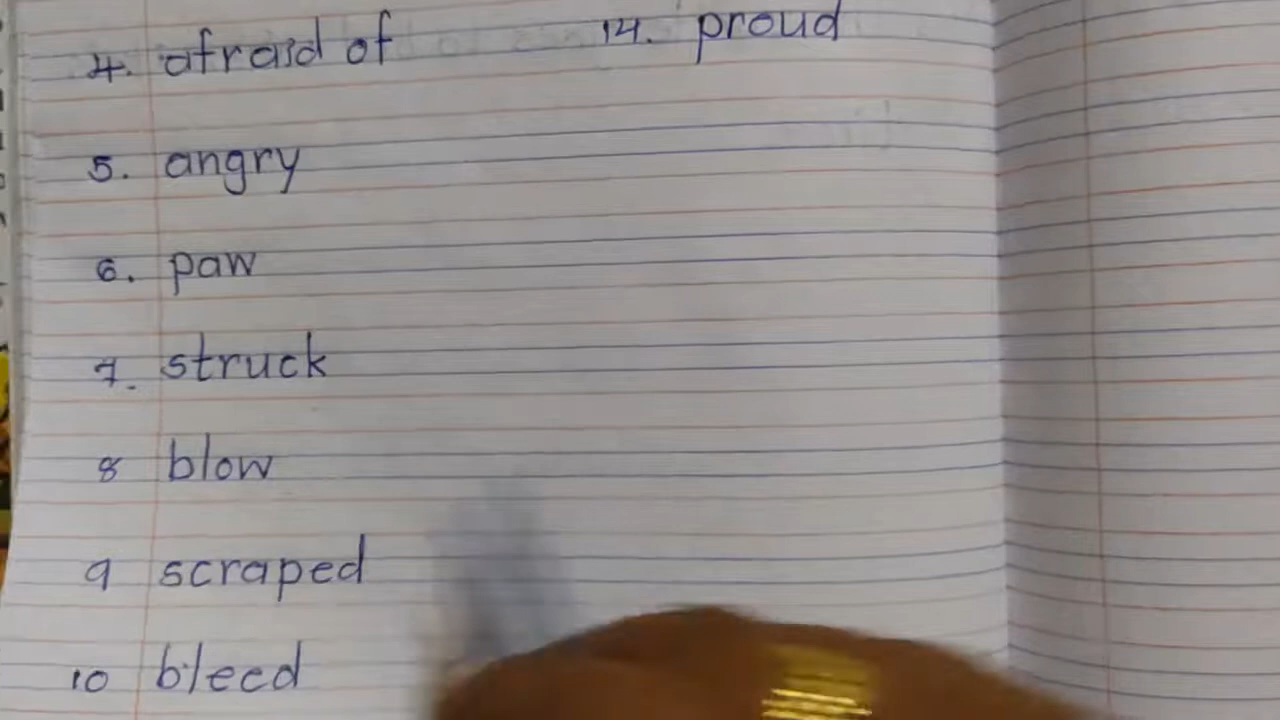 4. afraid of 14. proud
5. angry
6. paw
7. struck
8 blow
9 scraped
10 bleed